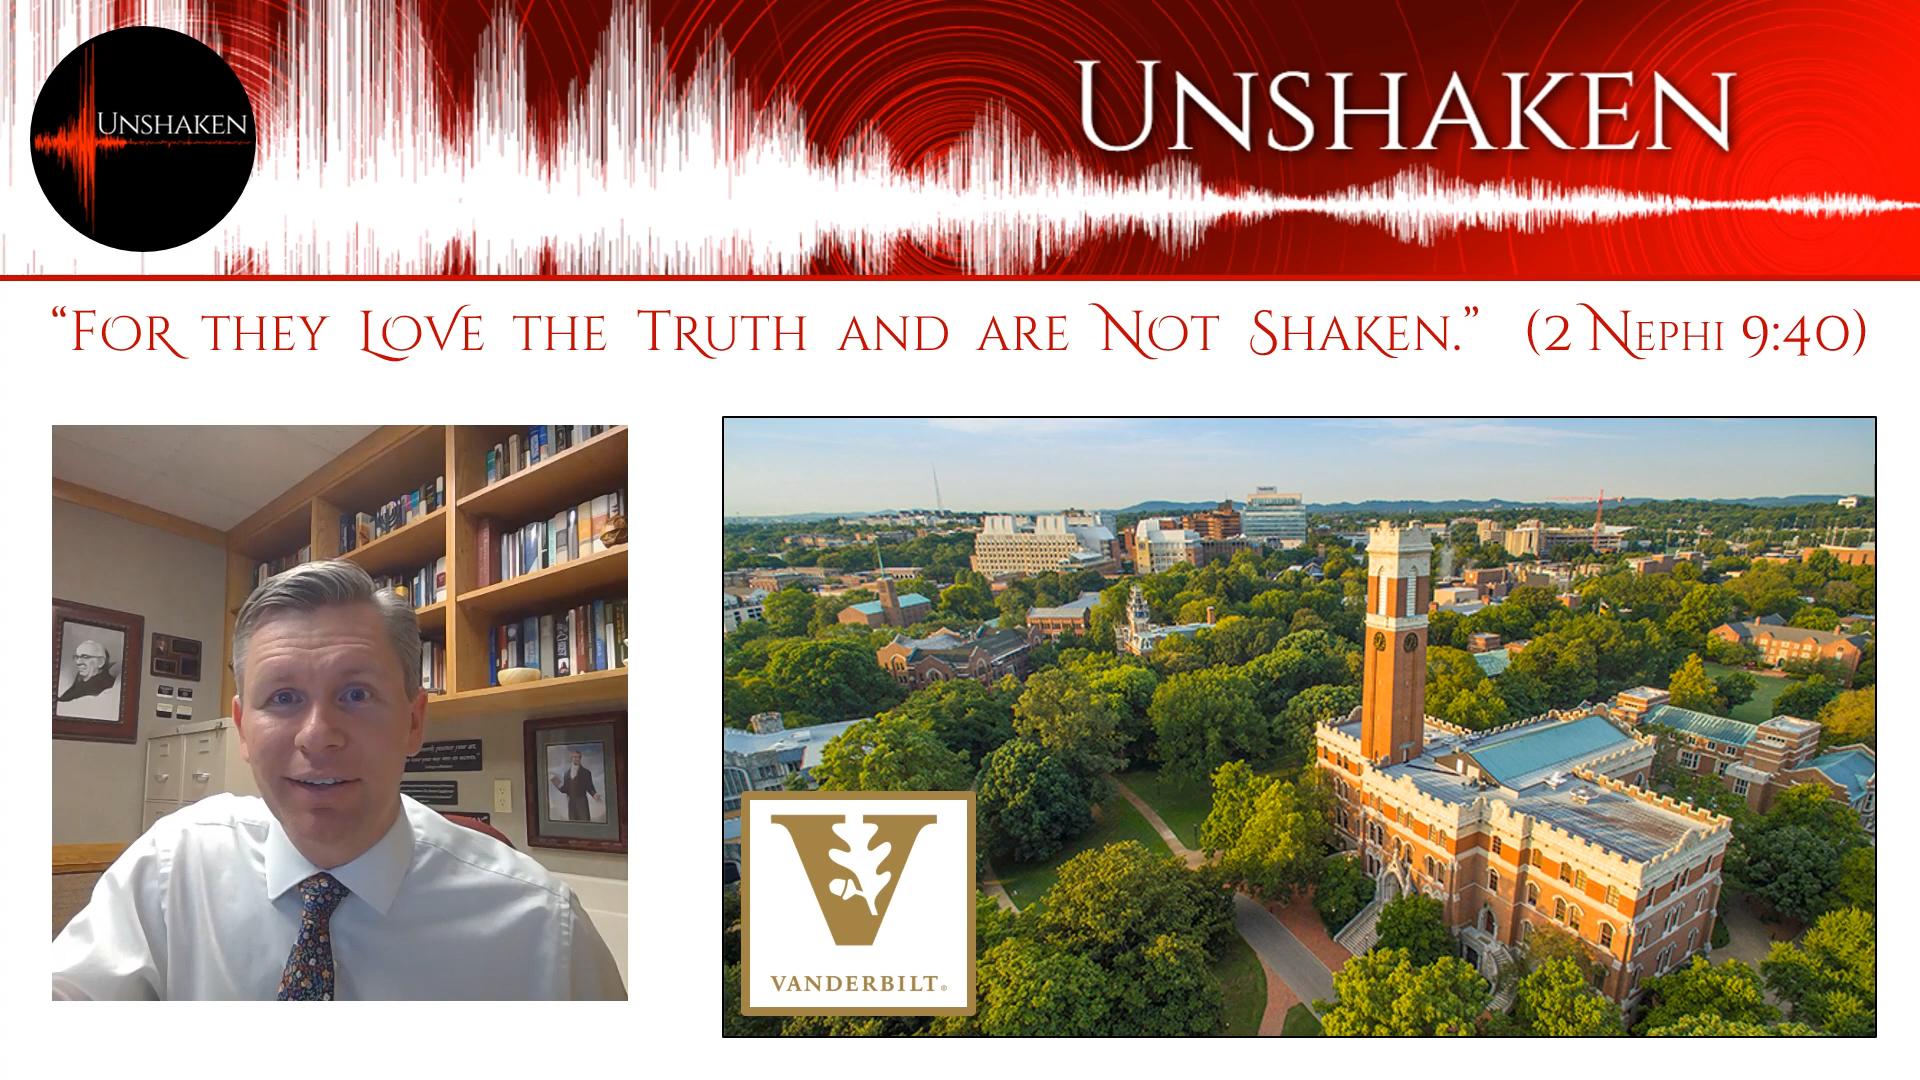 UNSHAKEN
UNSHAKEN
“FOR THEY LOVE THE TRUTH AND ARE NOT SHAKEN.” (2 NEPHI 9:40)
VANDERBILT®